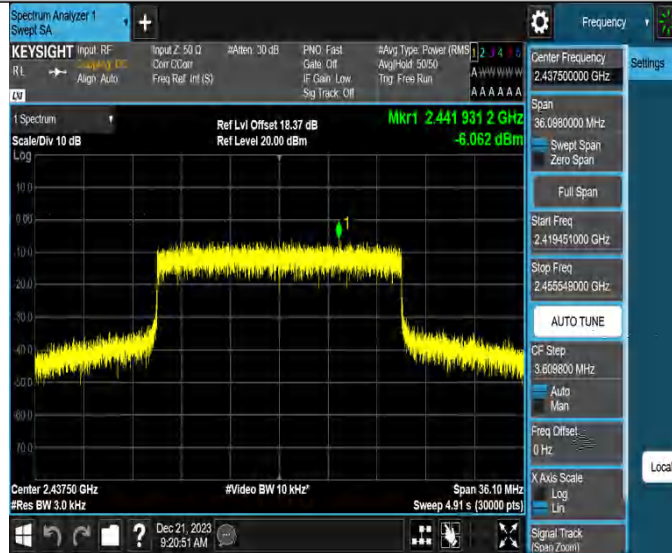 Spectrum Analyzer 1
Swept SA
+
Frequency
KEYSIGHT
Input: RF
Coupling: DC
Align: Auto
Input Z: 50 Ω
Corr CCorr
Freq Ref: Int (S)
#Atten: 30 dB
PNO: Fast
Gate: Off
IF Gain: Low
Sig Track: Off
#Avg Type: Power (RMS
Avg|Hold: 50/50
Trig: Free Run
1 2 3 4 5 6
A W W W W W
A A A A A A
RL
LXI
1 Spectrum
Scale/Div 10 dB
Ref Lvl Offset 18.37 dB
Ref Level 20.00 dBm
Mkr1 2.441 931 2 GHz
-6.062 dBm
Log
10.0
0.00
-10.0
-20.0
-30.0
-40.0
-50.0
-60.0
-70.0
1
Center 2.43750 GHz
#Res BW 3.0 kHz
#Video BW 10 kHz*
Span 36.10 MHz
Sweep 4.91 s (30000 pts)
?
Dec 21, 2023
9:20:51 AM
Center Frequency
2.437500000 GHz
Span
36.0980000 MHz
Swept Span
Zero Span
Full Span
Start Freq
2.419451000 GHz
Stop Freq
2.455549000 GHz
AUTO TUNE
CF Step
3.609800 MHz
Auto
Man
Freq Offset
0 Hz
X Axis Scale
Log
Lin
Signal Track
(Span Zoom)
Settings
Local